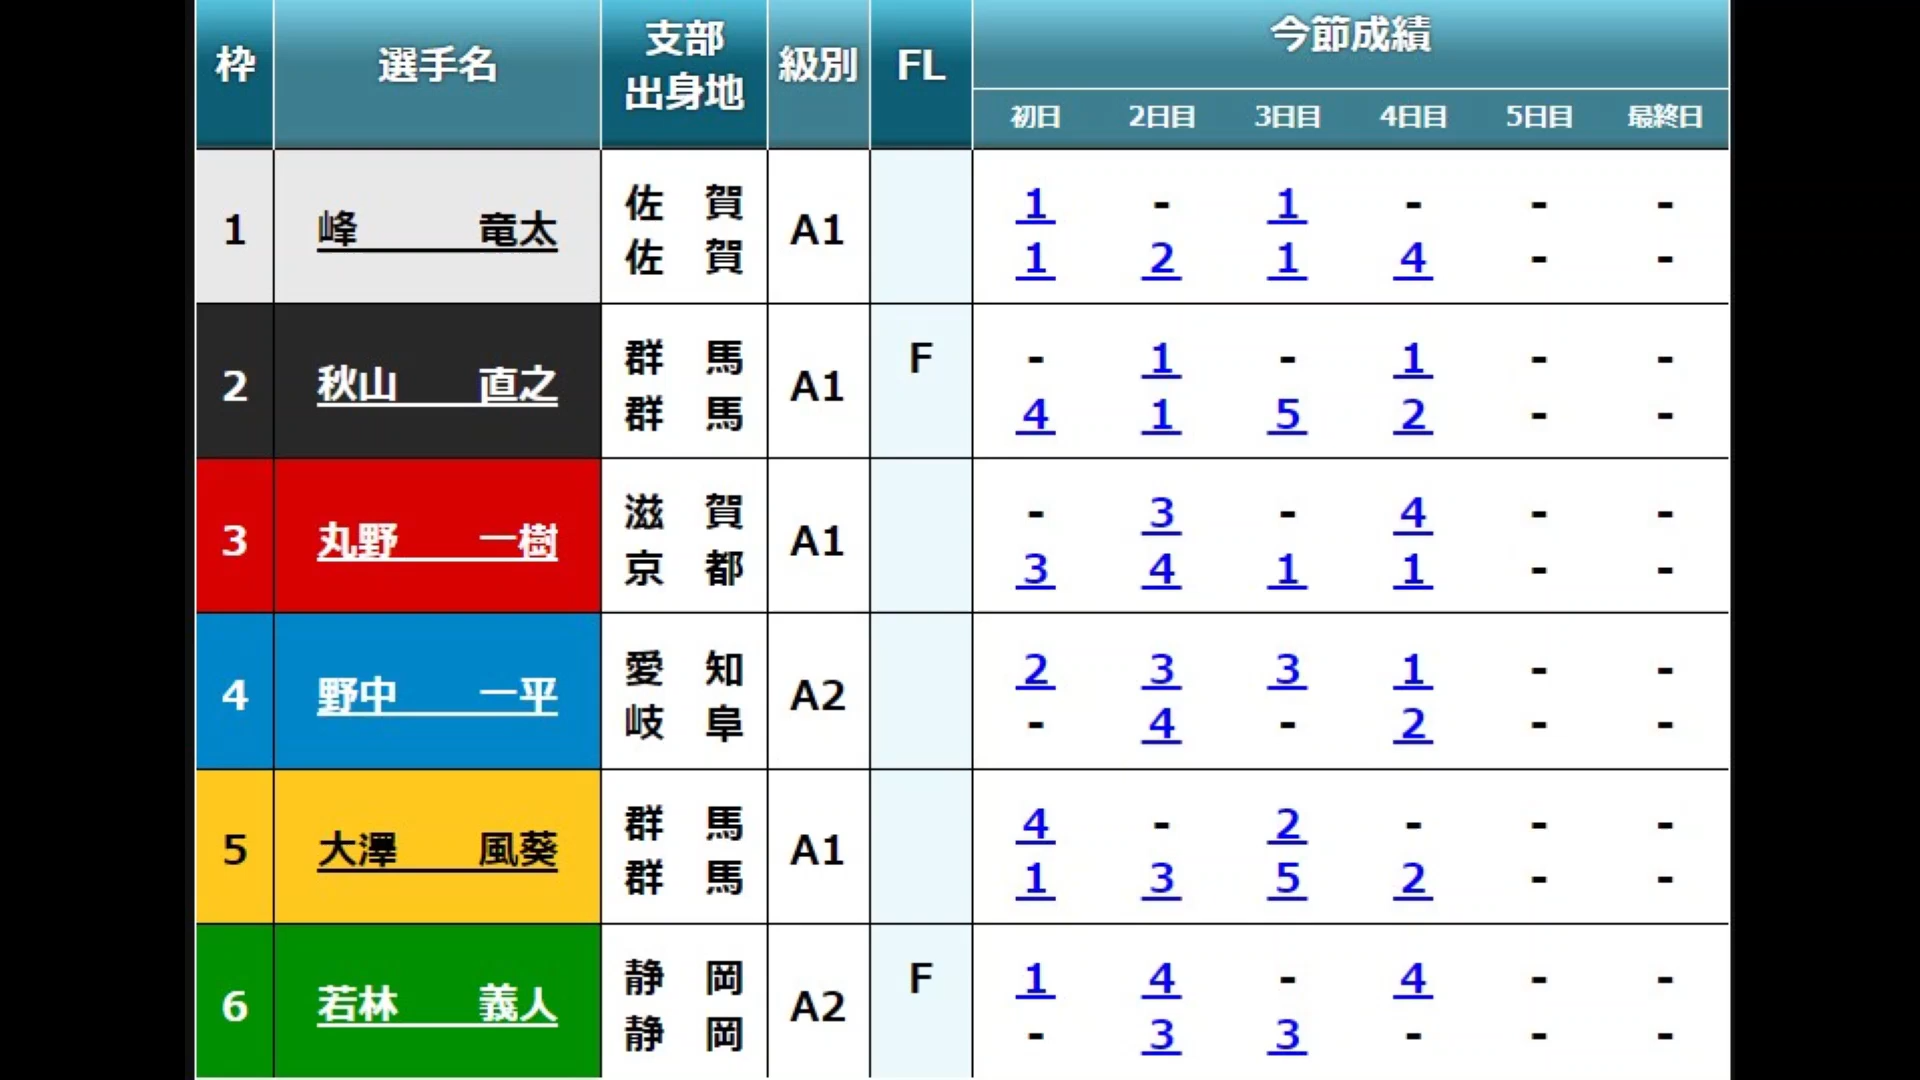 枠 選手名 支部 級別 FL 今節成績
出身地
初日 2日目 3日目 4日目 5日目 最終日
佐 賀 1 - 1 - - -
1 峰 竜太 A1
佐 賀 1 2 1 4 - -
群 馬 F - 1 - 1 - -
2 秋山 直之 A1
群 馬 4 1 5 2 - -
滋 賀 - 3 - 4 - -
3 丸野 一樹 A1
京 都 3 4 1 1 - -
愛 知 2 3 3 1 - -
4 野中 一平 A2
岐 阜 - 4 - 2 - -
群 馬 4 - 2 - - -
5 大澤 風葵 A1
群 馬 1 3 5 2 - -
静 岡 F 1 4 - 4 - -
6 若林 義人 A2
静 岡 - 3 3 - - -